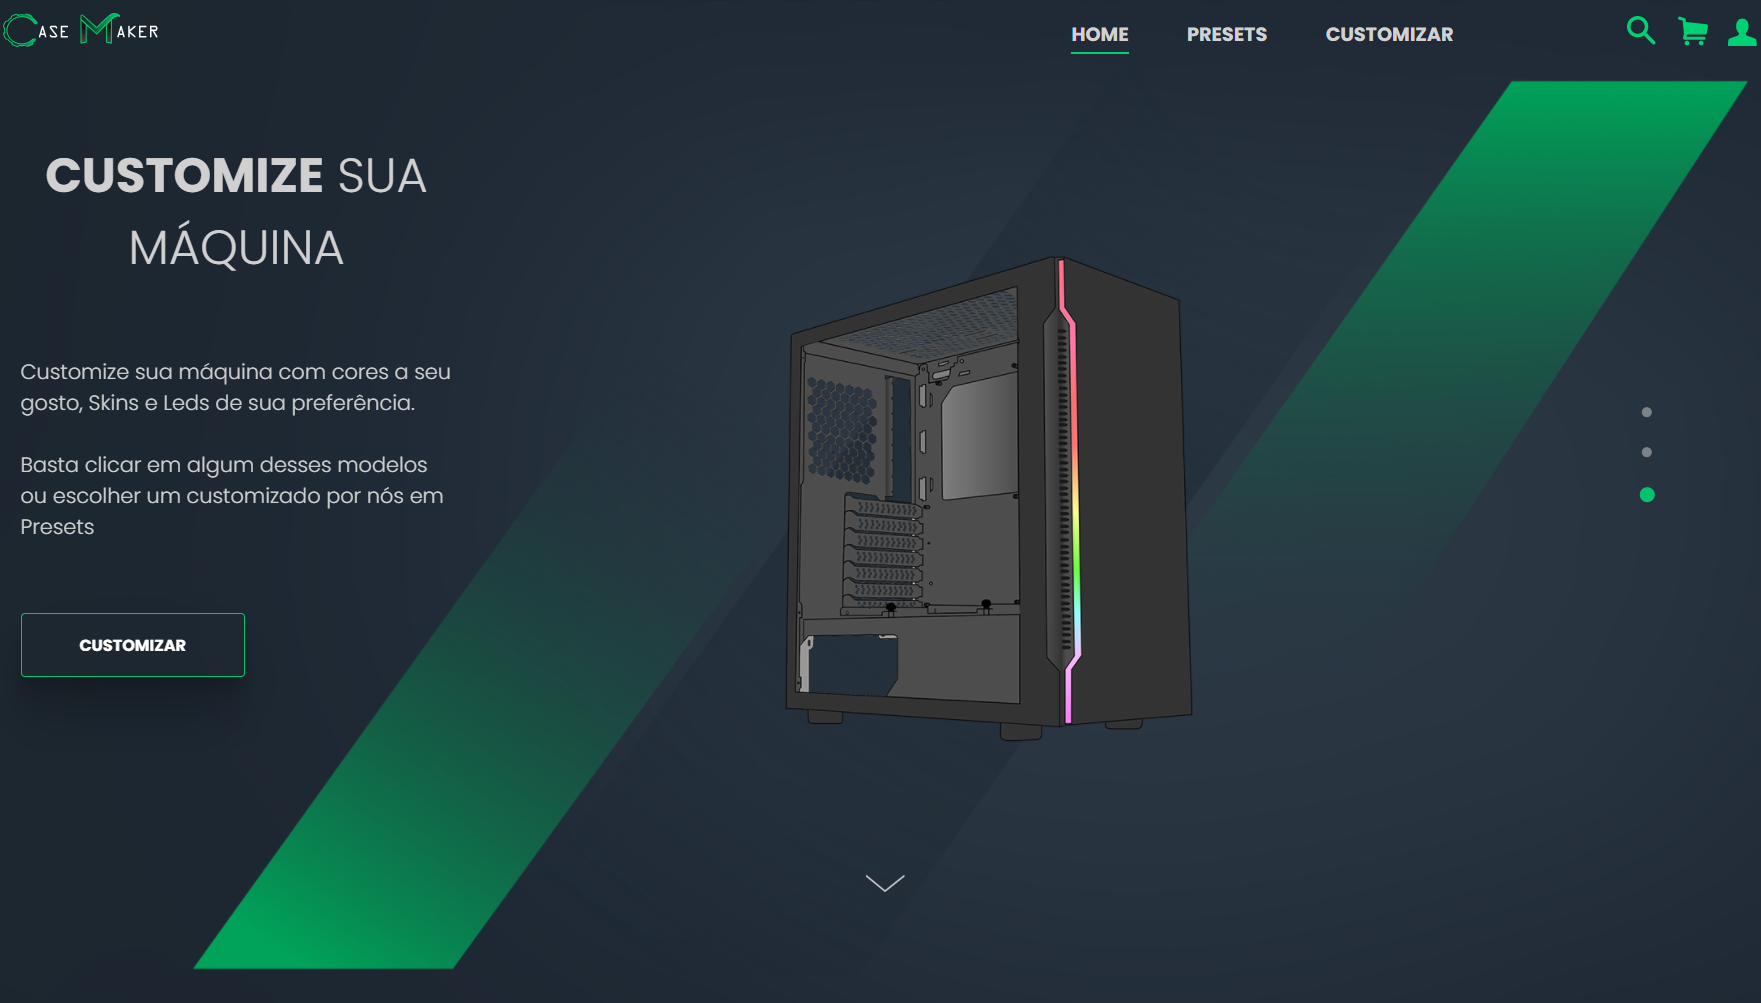 CASE MAKER
HOME
PRESETS
CUSTOMIZAR
CUSTOMIZE SUA
MÁQUINA
Customize sua máquina com cores a seu
gosto, Skins e Leds de sua preferência.
Basta clicar em algum desses modelos
ou escolher um customizado por nós em
Presets
CUSTOMIZAR